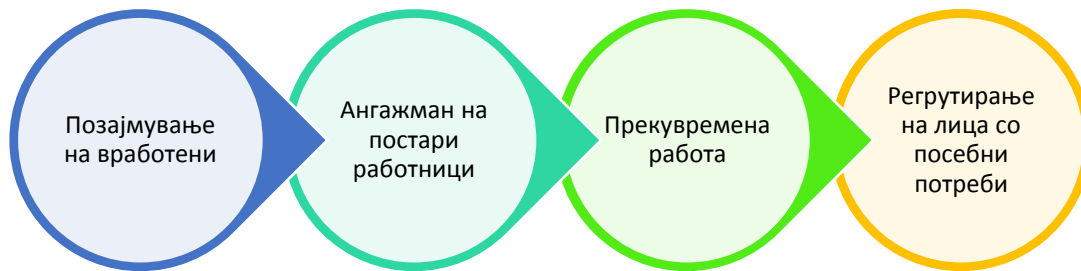 Позајмување
на вработени
Ангажман на
постари
работници
Прекувремена
работа
Регрутирање
на лица со
посебни
потреби